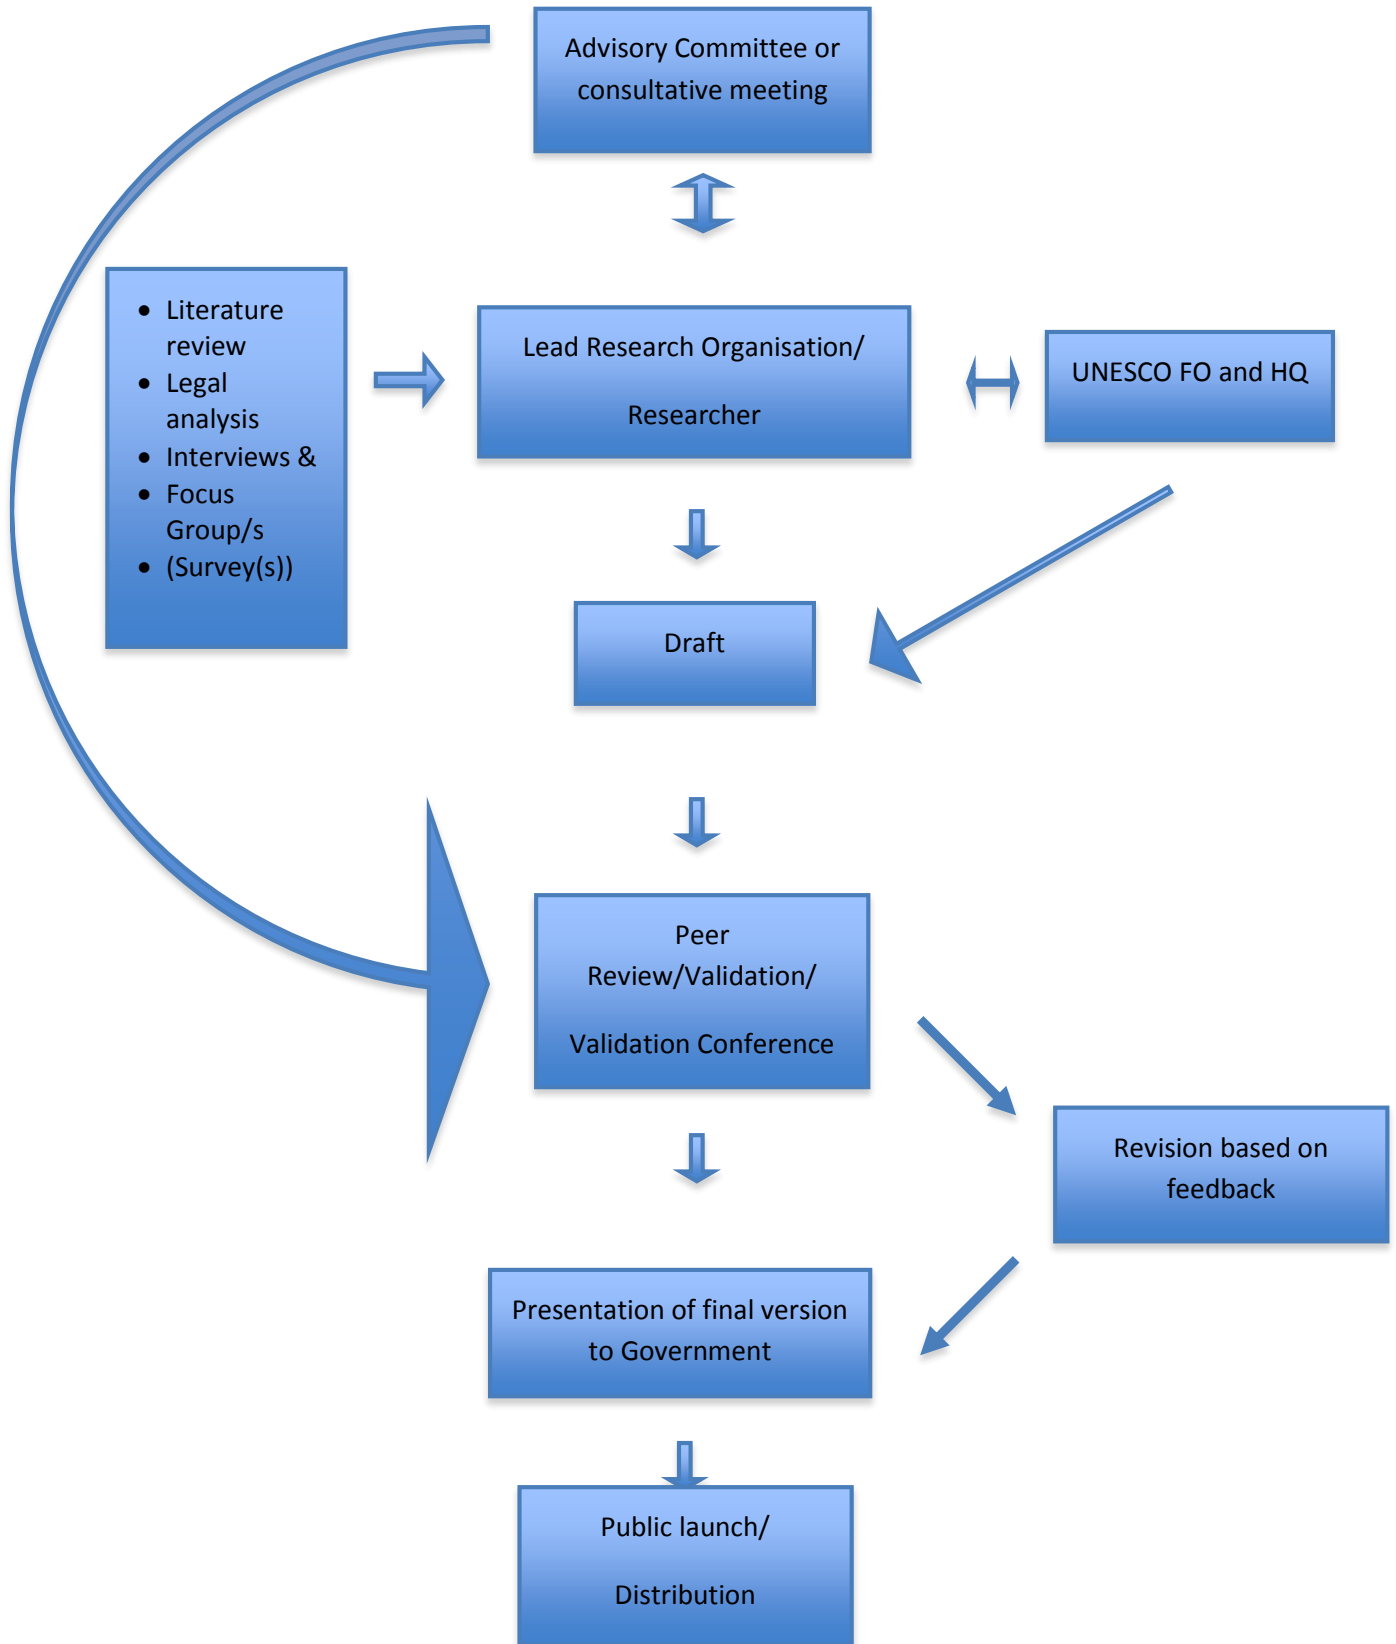 Advisory Committee or
consultative meeting
• Literature
review
• Legal
analysis
• Interviews &
• Focus
Group/s
• (Survey(s))
Lead Research Organisation/
Researcher
UNESCO FO and HQ
Draft
Peer
Review/Validation/
Validation Conference
Revision based on
feedback
Presentation of final version
to Government
Public launch/
Distribution